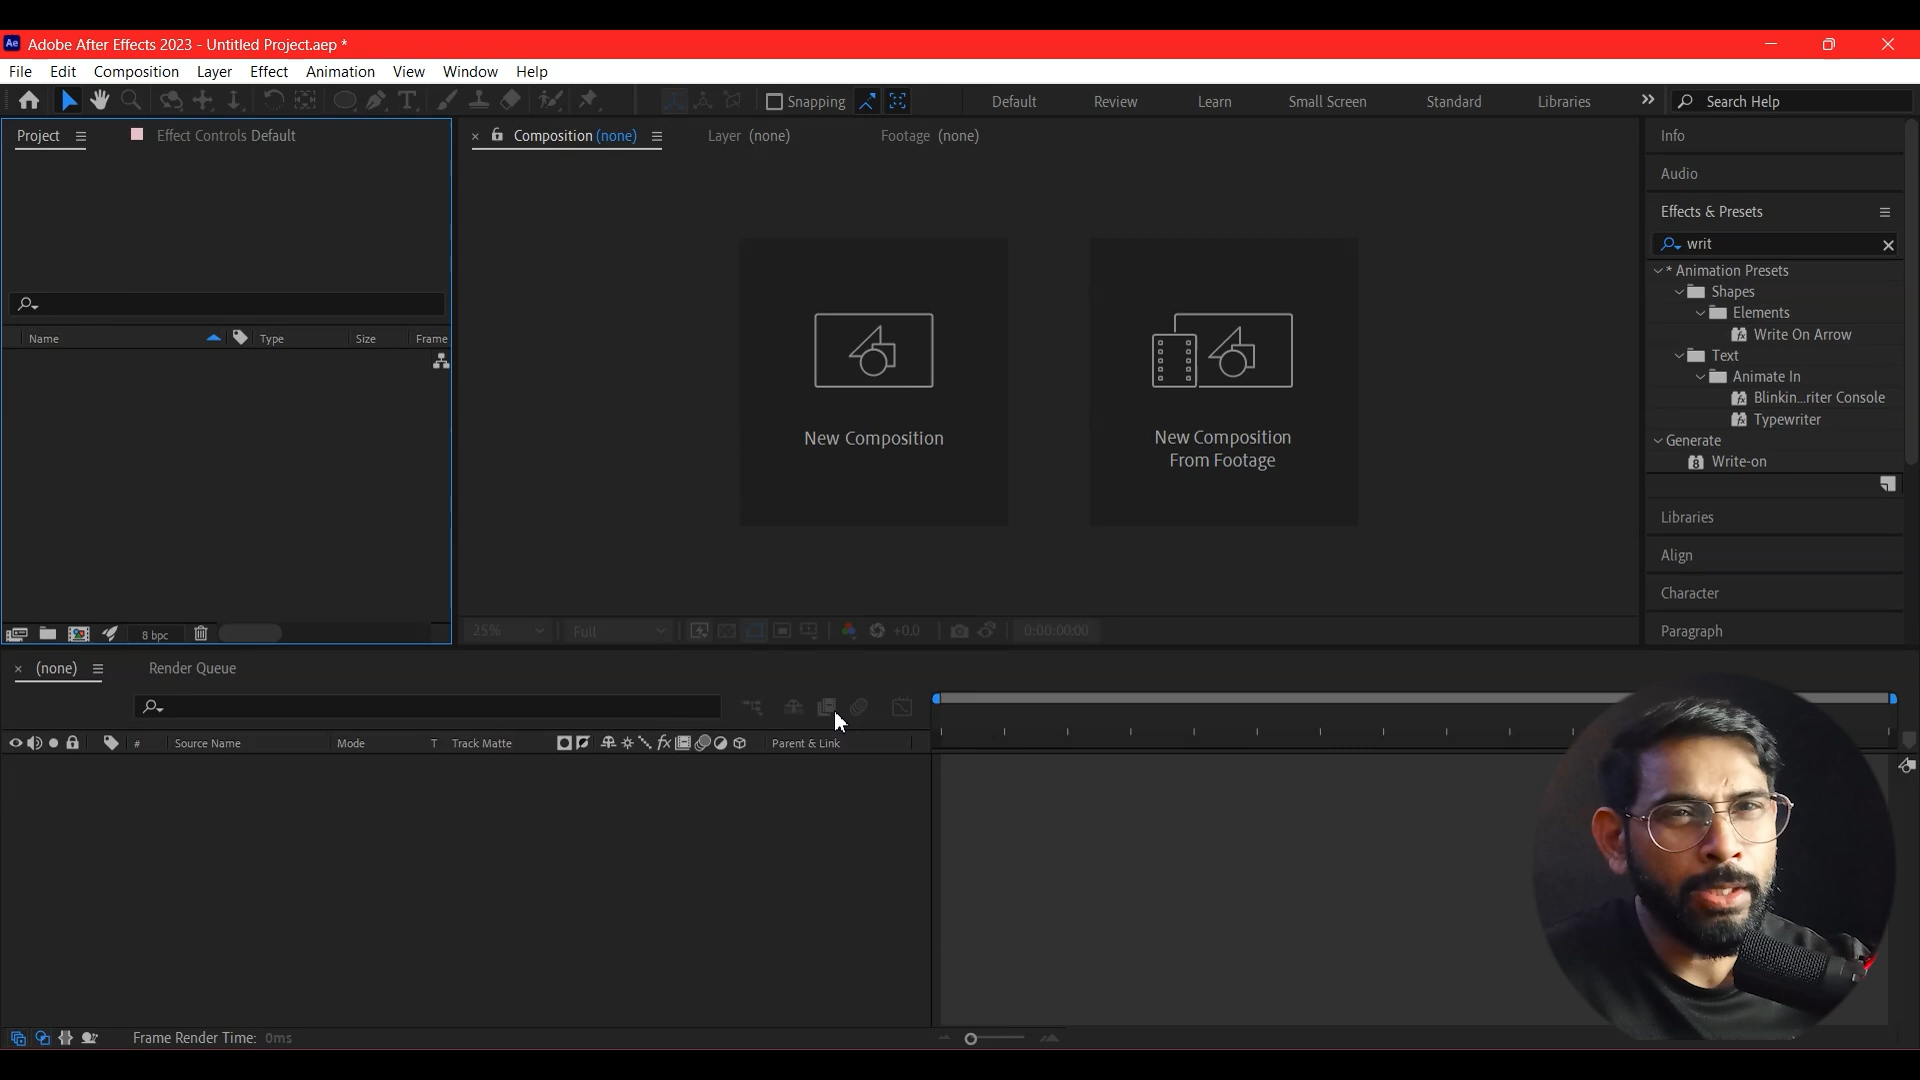 Ae Adobe After Effects 2023 - Untitled Project.aep *
File Edit Composition Layer Effect Animation View Window Help
Snapping Default Review Learn Small Screen Standard Libraries Search Help
Project Effect Controls Default
Composition (none) Layer (none) Footage (none)
Info
Audio
Effects & Presets
writ
* Animation Presets
Shapes
Elements
Write On Arrow
Text
Animate In
Blinkin...riter Console
Typewriter
Generate
Write-on
Libraries
Align
Character
Paragraph
Name Type Size Frame
New Composition
New Composition
From Footage
8 bpc
25% Full +0.0 0:00:00:00
(none) Render Queue
# Source Name Mode T Track Matte fx Parent & Link
Frame Render Time: 0ms